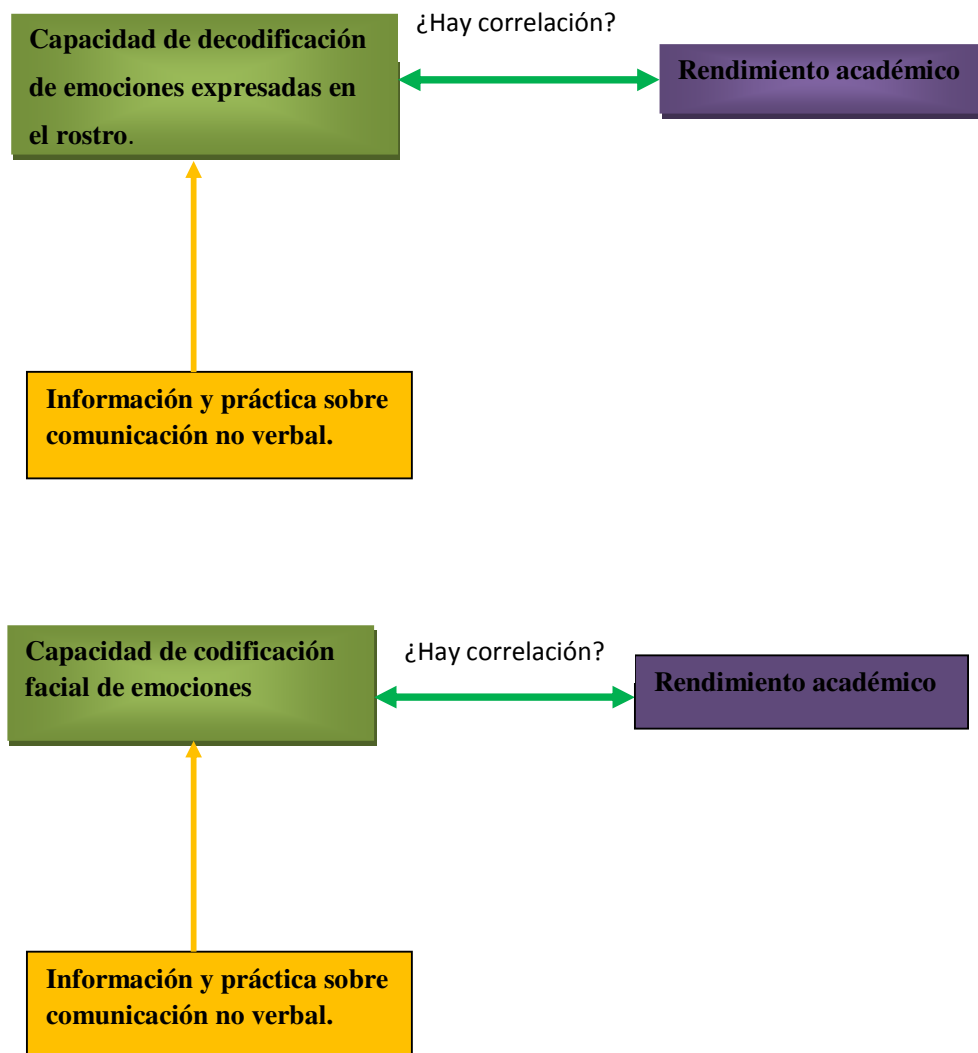 ¿Hay correlación?
Capacidad de decodificación
de emociones expresadas en
el rostro.
Rendimiento académico
Información y práctica sobre
comunicación no verbal.
Capacidad de codificación
facial de emociones
¿Hay correlación?
Rendimiento académico
Información y práctica sobre
comunicación no verbal.